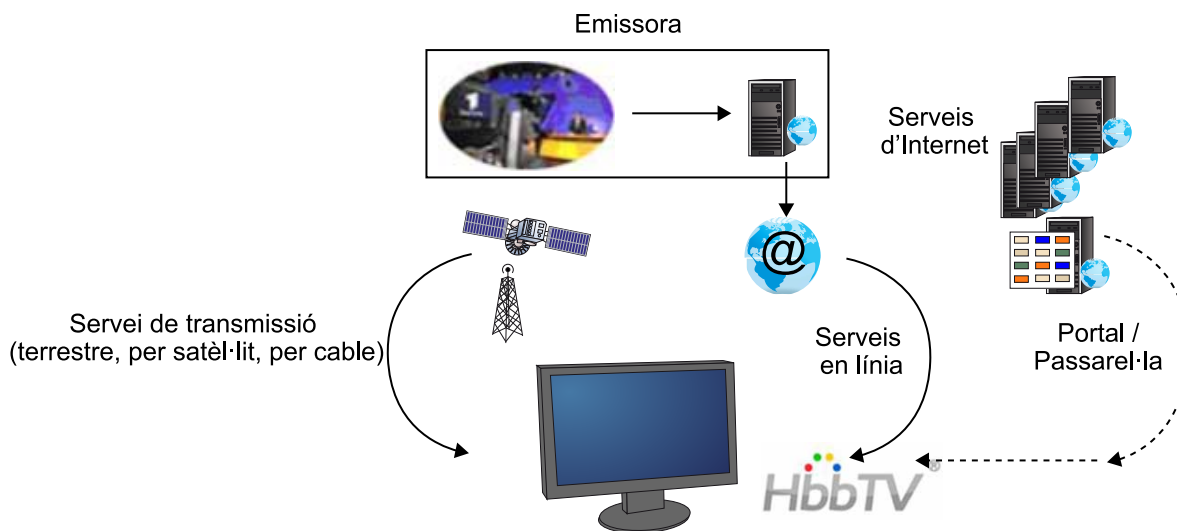 Emissora
1
Serveis
d'Internet
@
Servei de transmissió
(terrestre, per satèl·lit, per cable)
Serveis
en línia
Portal /
Passarel·la
HbbTV®